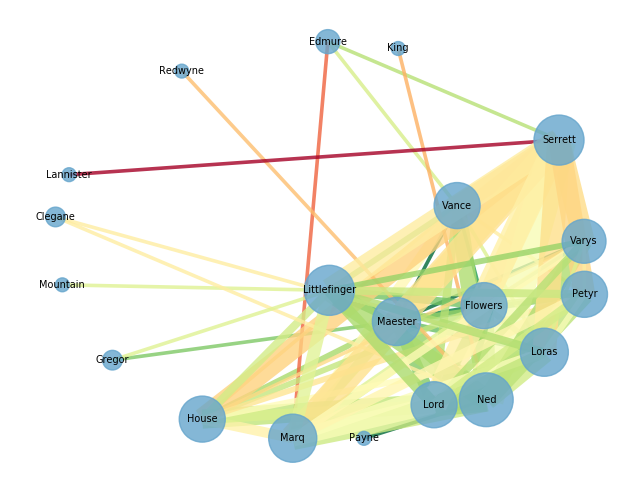 Edmure
King
Redwyne
Serrett
Lannister
Vance
Clegane
Varys
Mountain
Littlefinger
Petyr
Flowers
Maester
Loras
Gregor
Ned
Lord
House
Marq
Payne